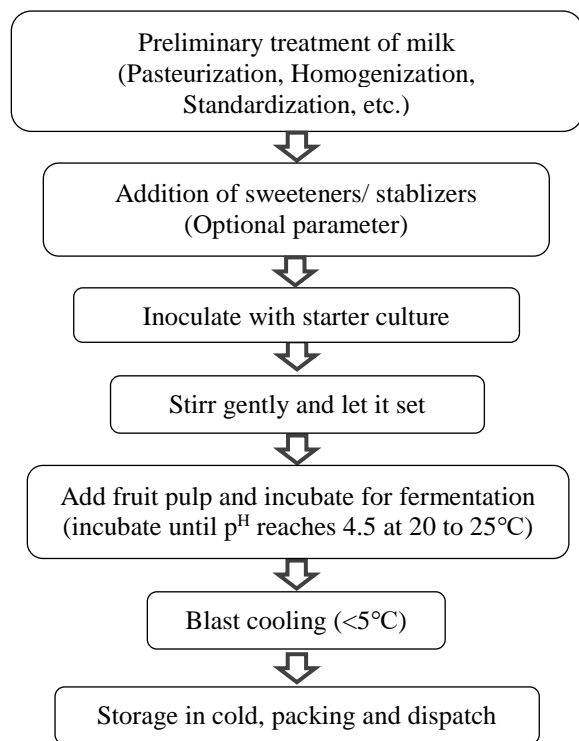 Preliminary treatment of milk
(Pasteurization, Homogenization,
Standardization, etc.)
Addition of sweeteners/ stablizers
(Optional parameter)
Inoculate with starter culture
Stirr gently and let it set
Add fruit pulp and incubate for fermentation
(incubate until pᴴ reaches 4.5 at 20 to 25°C)
Blast cooling (<5°C)
Storage in cold, packing and dispatch